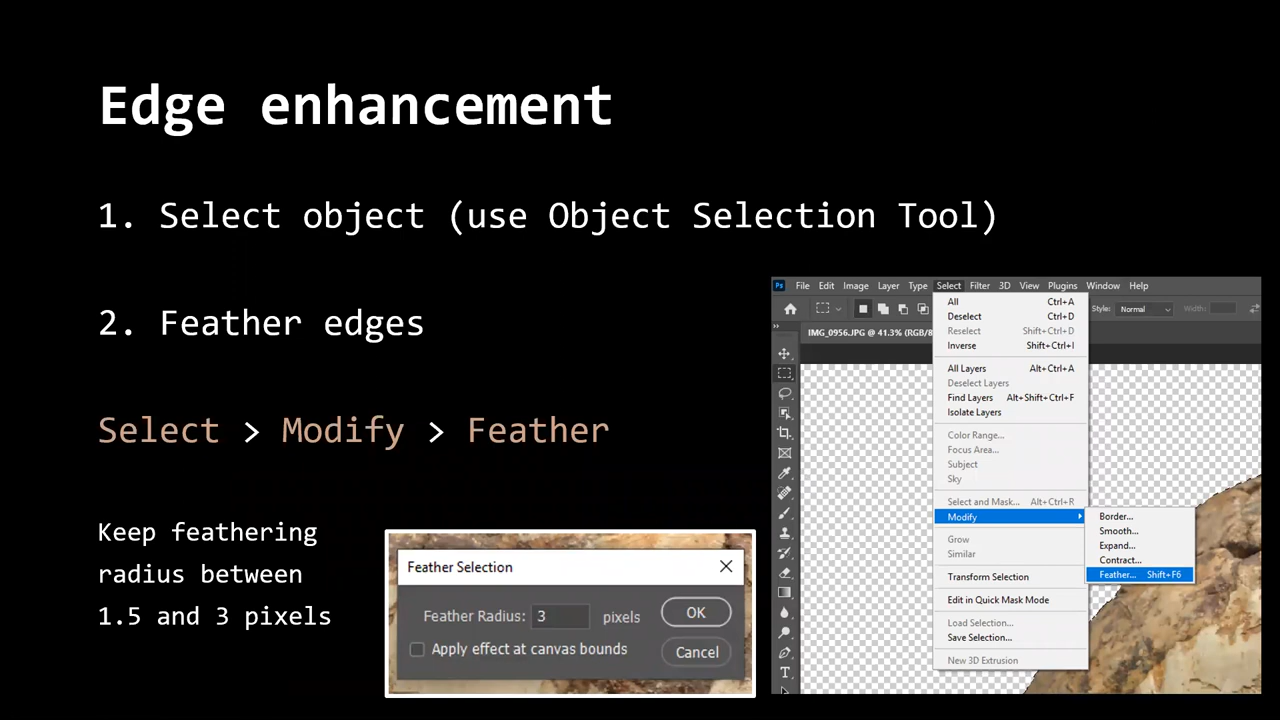 Edge enhancement
1. Select object (use Object Selection Tool)
2. Feather edges
Select > Modify > Feather
Keep feathering
radius between
1.5 and 3 pixels
Feather Selection
Feather Radius: 3 pixels
OK
Apply effect at canvas bounds
Cancel
Ps File Edit Image Layer Type Select Filter 3D View Plugins Window Help
Style: Normal Width:
IMG_0956.JPG @ 41.3% (RGB/8
All Ctrl+A
Deselect Ctrl+D
Reselect Shift+Ctrl+D
Inverse Shift+Ctrl+I
All Layers Alt+Ctrl+A
Deselect Layers
Find Layers Alt+Shift+Ctrl+F
Isolate Layers
Color Range...
Focus Area...
Subject
Sky
Select and Mask... Alt+Ctrl+R
Modify
Grow
Similar
Transform Selection
Edit in Quick Mask Mode
Load Selection...
Save Selection...
New 3D Extrusion
Border...
Smooth...
Expand...
Contract...
Feather... Shift+F6